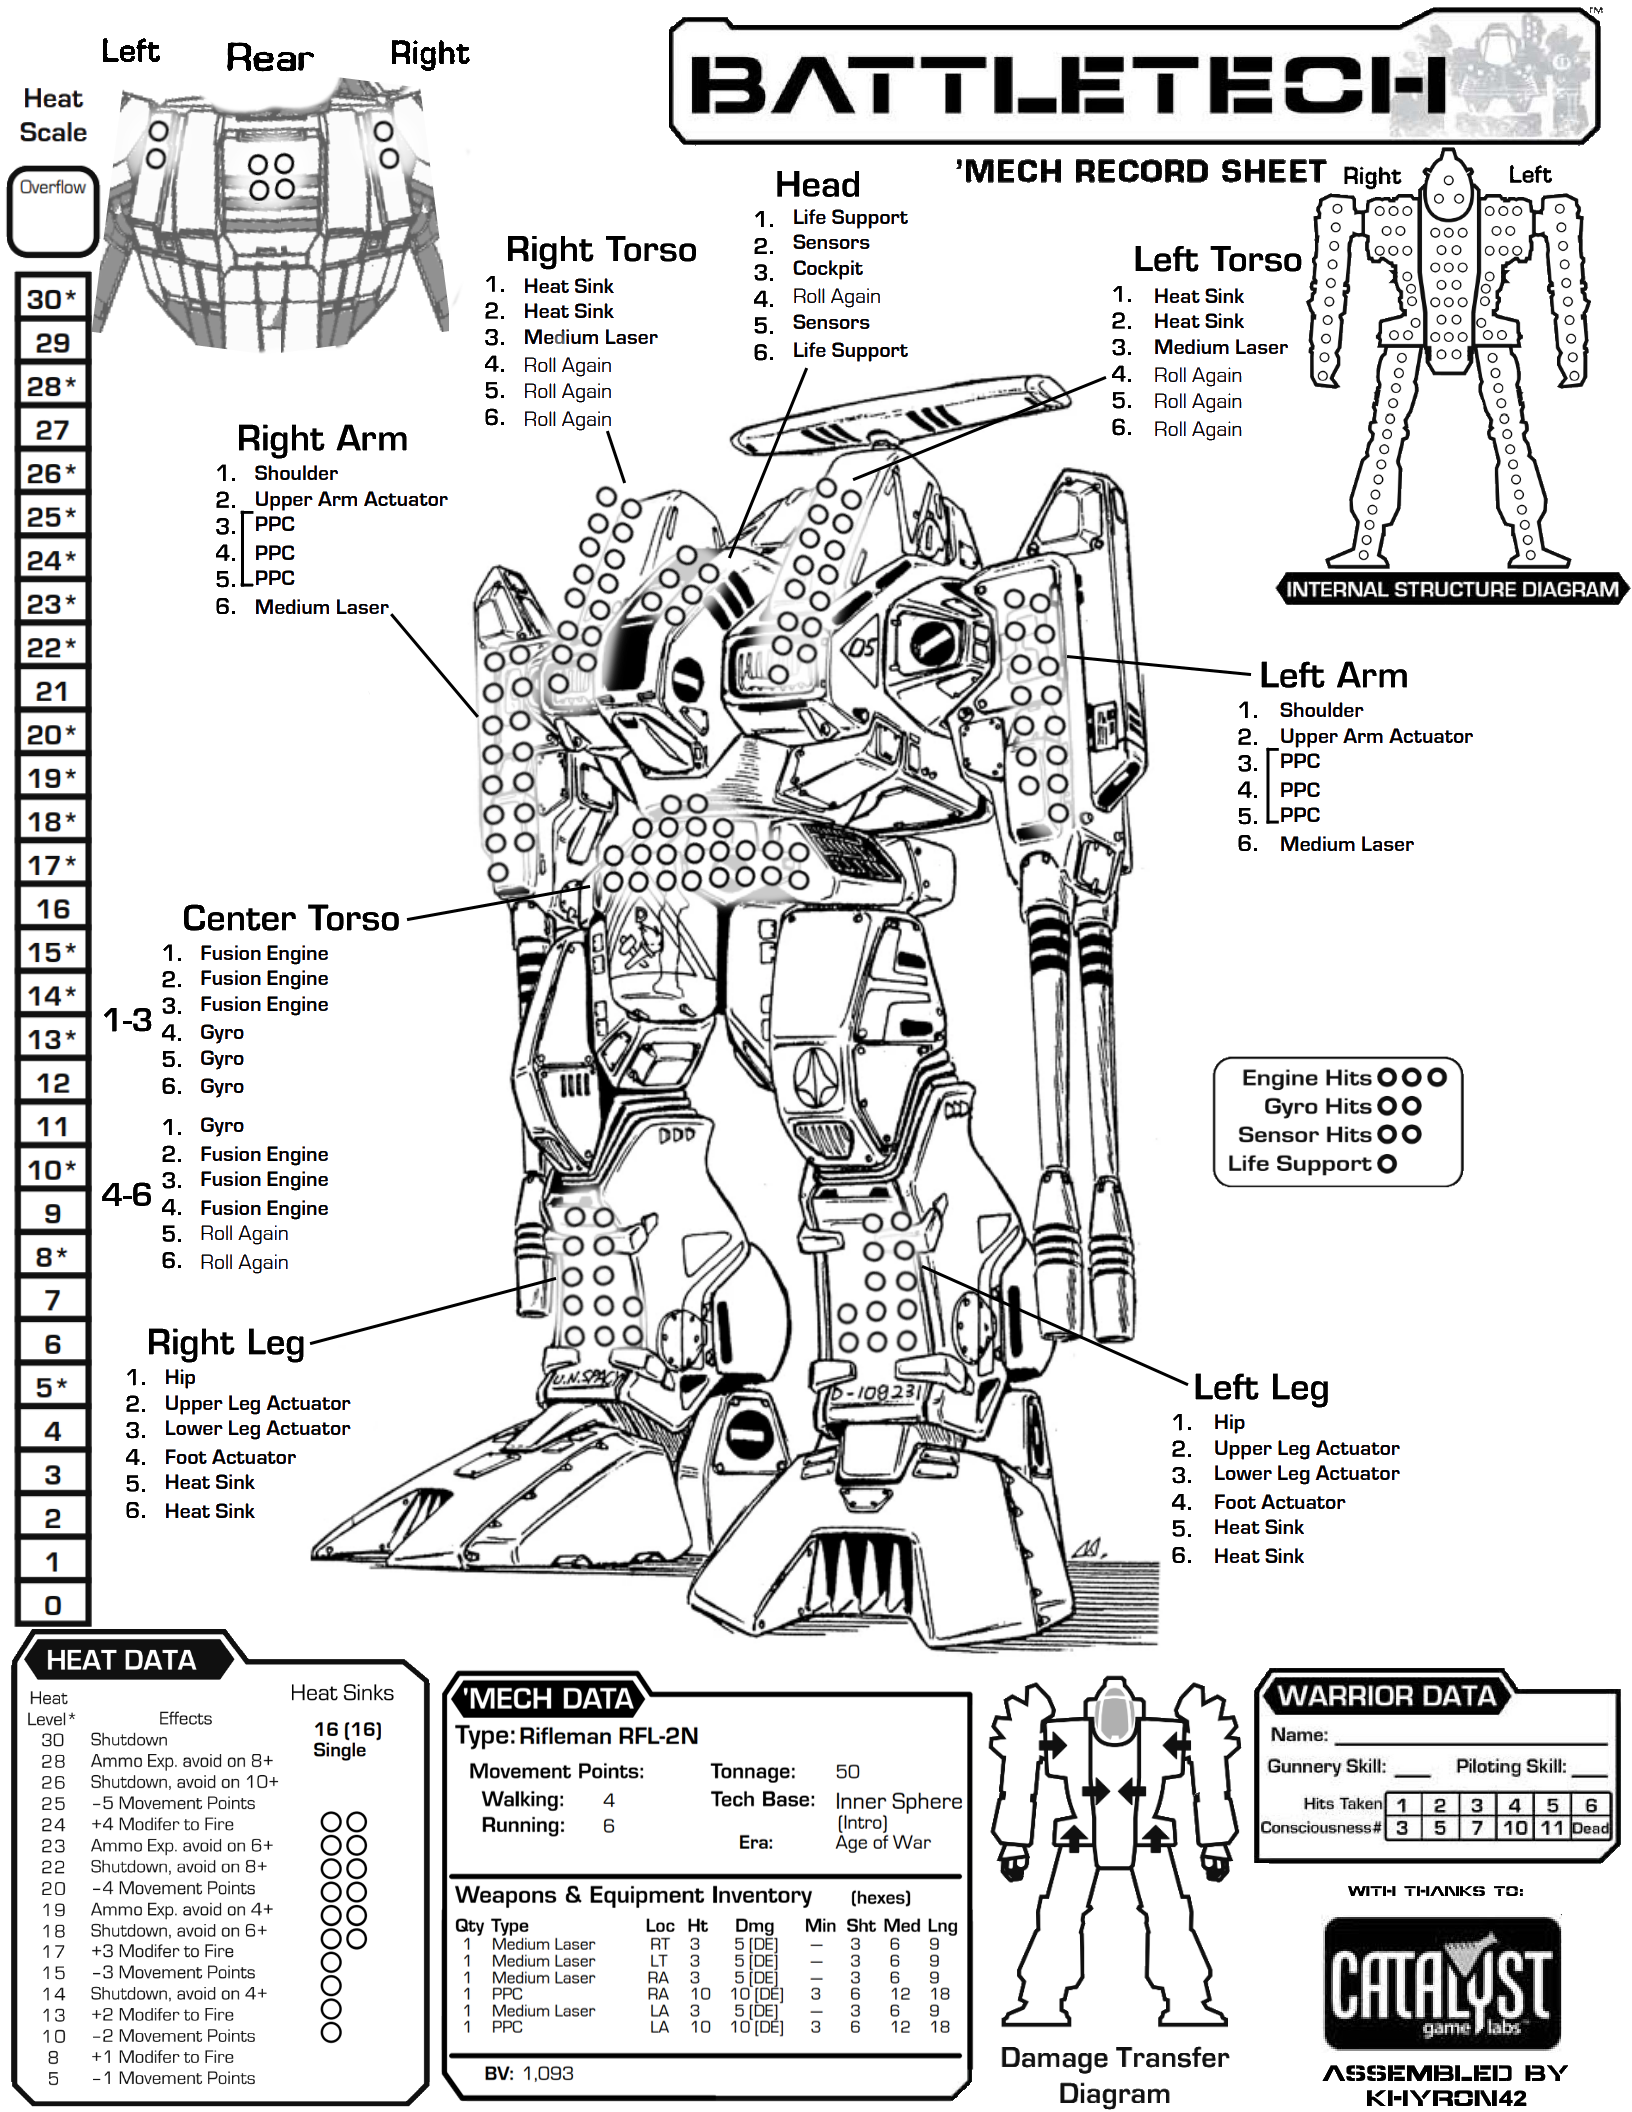 Left Rear Right
Heat
Scale
Overflow
30*
29
28*
27
26*
25*
24*
23*
22*
21
20*
19*
18*
17*
16
15*
14*
13*
12
11
10*
9
8*
7
6
5*
4
3
2
1
0
BATTLETECH
TM
'MECH RECORD SHEET
Right Left
INTERNAL STRUCTURE DIAGRAM
Head
1. Life Support
2. Sensors
3. Cockpit
4. Roll Again
5. Sensors
6. Life Support
Right Torso
1. Heat Sink
2. Heat Sink
3. Medium Laser
4. Roll Again
5. Roll Again
6. Roll Again
Left Torso
1. Heat Sink
2. Heat Sink
3. Medium Laser
4. Roll Again
5. Roll Again
6. Roll Again
Right Arm
1. Shoulder
2. Upper Arm Actuator
3. PPC
4. PPC
5. PPC
6. Medium Laser
Left Arm
1. Shoulder
2. Upper Arm Actuator
3. PPC
4. PPC
5. PPC
6. Medium Laser
05
D
Center Torso
1-3
1. Fusion Engine
2. Fusion Engine
3. Fusion Engine
4. Gyro
5. Gyro
6. Gyro
4-6
1. Gyro
2. Fusion Engine
3. Fusion Engine
4. Fusion Engine
5. Roll Again
6. Roll Again
Engine Hits
Gyro Hits
Sensor Hits
Life Support
DDD
DDD
Right Leg
1. Hip
2. Upper Leg Actuator
3. Lower Leg Actuator
4. Foot Actuator
5. Heat Sink
6. Heat Sink
U.N.SPACY
D-109231
Left Leg
1. Hip
2. Upper Leg Actuator
3. Lower Leg Actuator
4. Foot Actuator
5. Heat Sink
6. Heat Sink
HEAT DATA
Heat
Level* Effects
Heat Sinks
16 (16)
Single
30 Shutdown
28 Ammo Exp. avoid on 8+
26 Shutdown, avoid on 10+
25 -5 Movement Points
24 +4 Modifer to Fire
23 Ammo Exp. avoid on 6+
22 Shutdown, avoid on 8+
20 -4 Movement Points
19 Ammo Exp. avoid on 4+
18 Shutdown, avoid on 6+
17 +3 Modifer to Fire
15 -3 Movement Points
14 Shutdown, avoid on 4+
13 +2 Modifer to Fire
10 -2 Movement Points
8 +1 Modifer to Fire
5 -1 Movement Points
'MECH DATA
Type: Rifleman RFL-2N
Movement Points:
Walking: 4
Running: 6
Tonnage: 50
Tech Base: Inner Sphere
(Intro)
Era: Age of War
Weapons & Equipment Inventory (hexes)
Qty Type Loc Ht Dmg Min Sht Med Lng
1 Medium Laser RT 3 5 [DE] — 3 6 9
1 Medium Laser LT 3 5 [DE] — 3 6 9
1 Medium Laser RA 3 5 [DE] — 3 6 9
1 PPC RA 10 10 [DE] 3 6 12 18
1 Medium Laser LA 3 5 [DE] — 3 6 9
1 PPC LA 10 10 [DE] 3 6 12 18
BV: 1,093
Damage Transfer
Diagram
WARRIOR DATA
Name:
Gunnery Skill: Piloting Skill:
Hits Taken 1 2 3 4 5 6
Consciousness# 3 5 7 10 11 Dead
WITH THANKS TO:
CATALYST
game labs
ASSEMBLED BY
KHYRON42